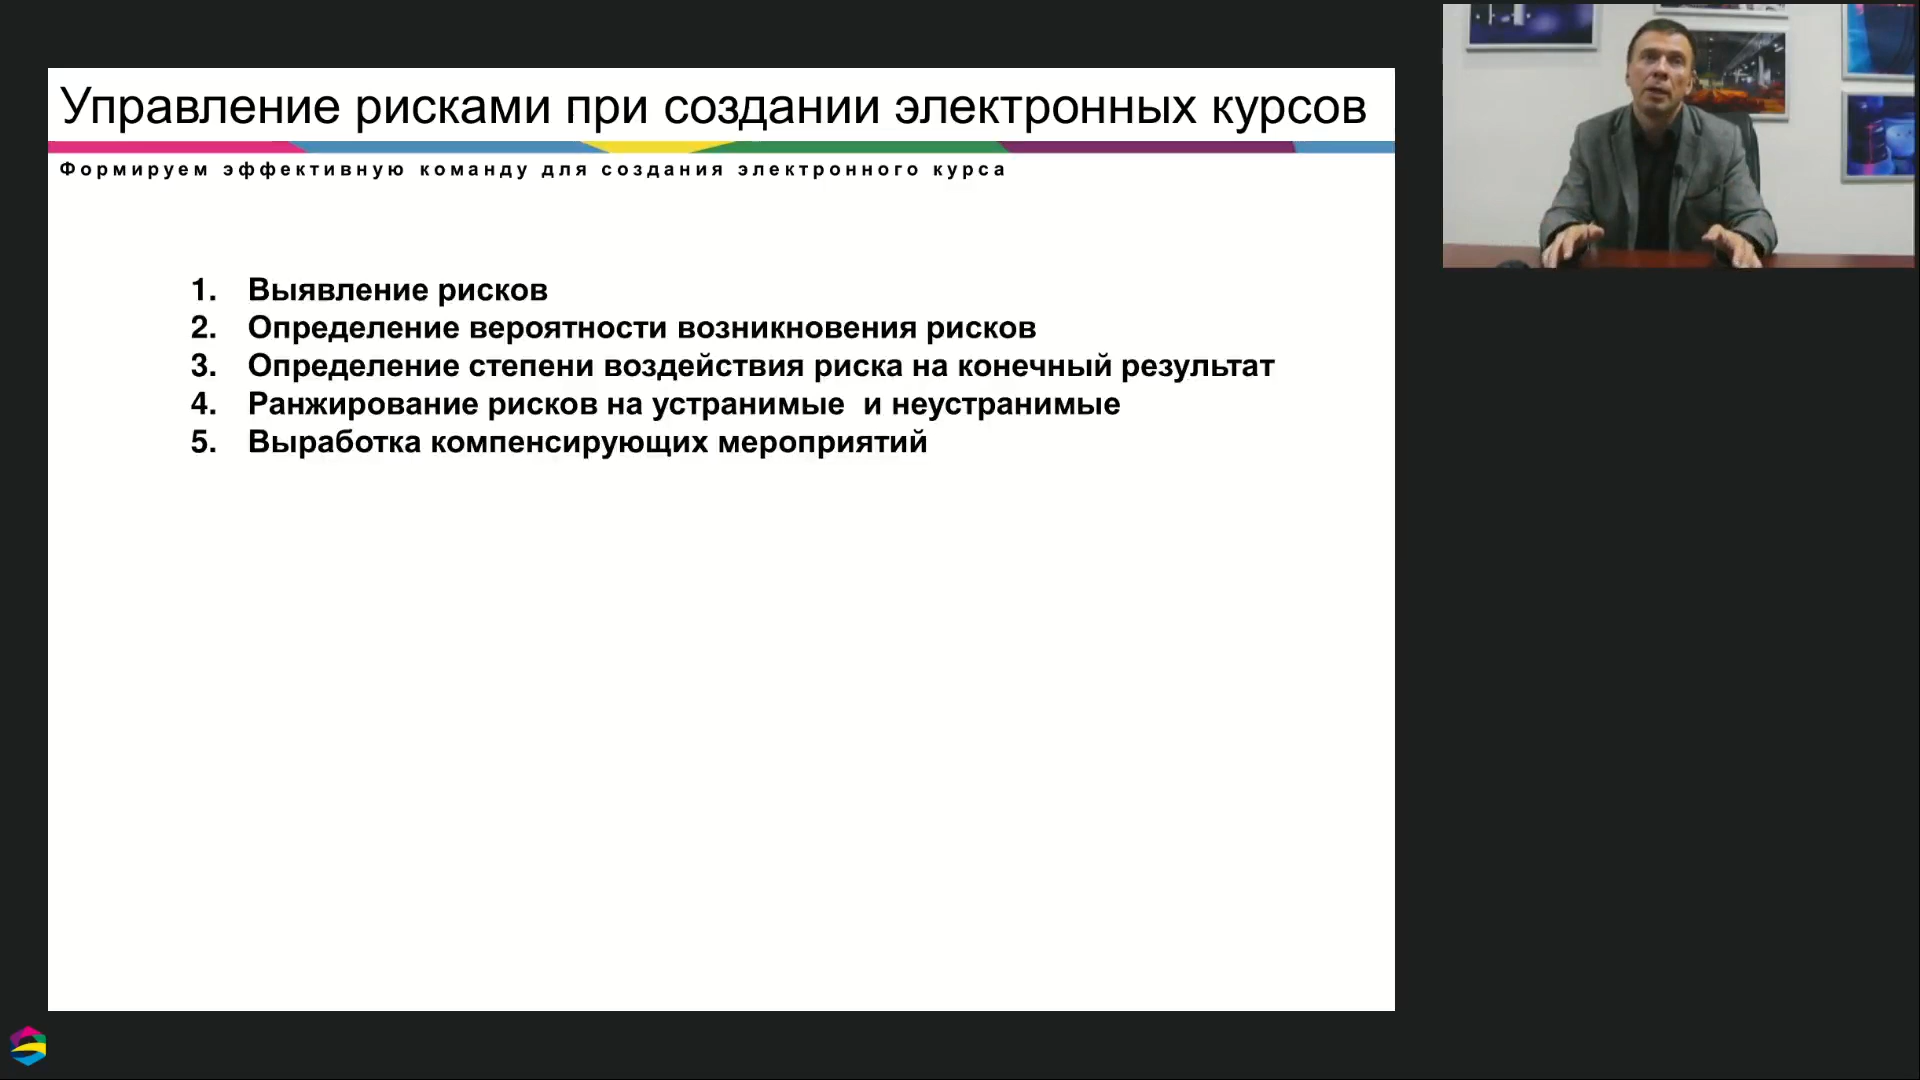 Управление рисками при создании электронных курсов
Формируем эффективную команду для создания электронного курса
1. Выявление рисков
2. Определение вероятности возникновения рисков
3. Определение степени воздействия риска на конечный результат
4. Ранжирование рисков на устранимые  и неустранимые
5. Выработка компенсирующих мероприятий